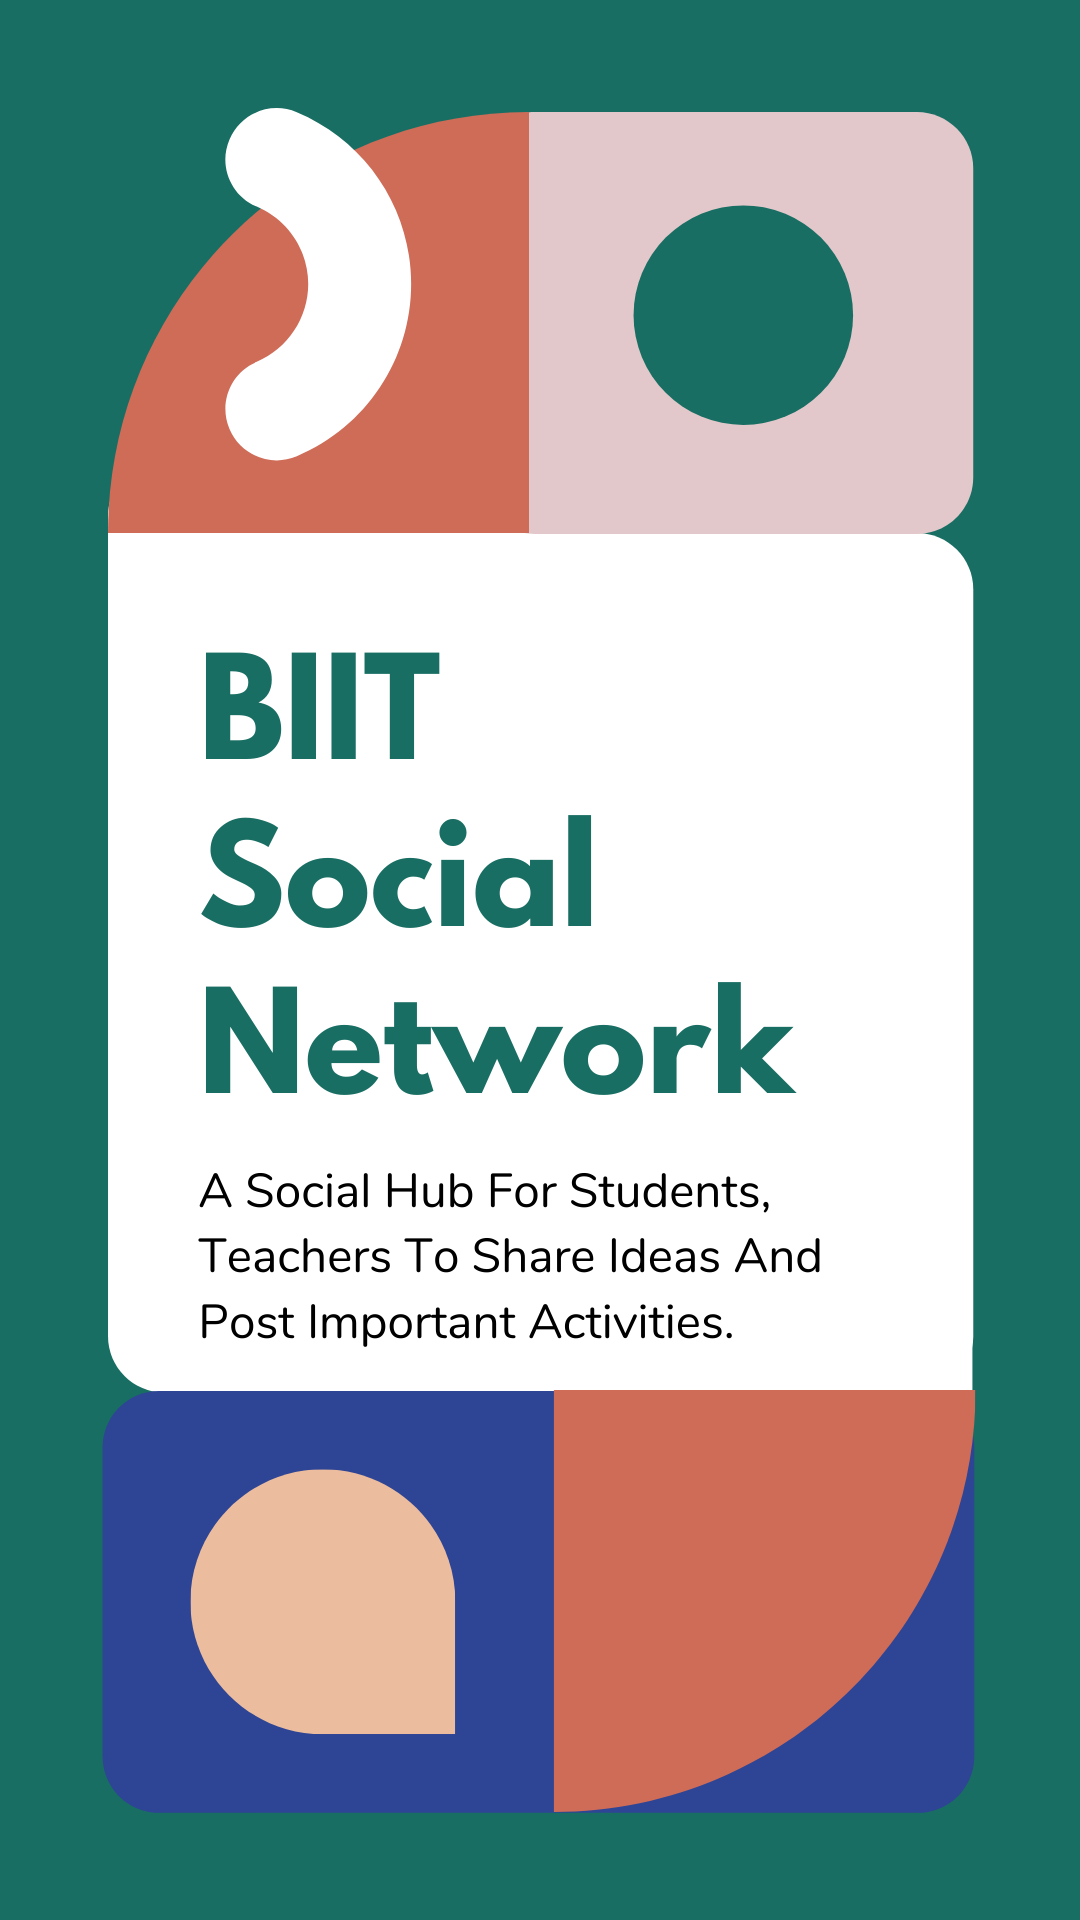 BIIT
Social
Network
A Social Hub For Students,
Teachers To Share Ideas And
Post Important Activities.